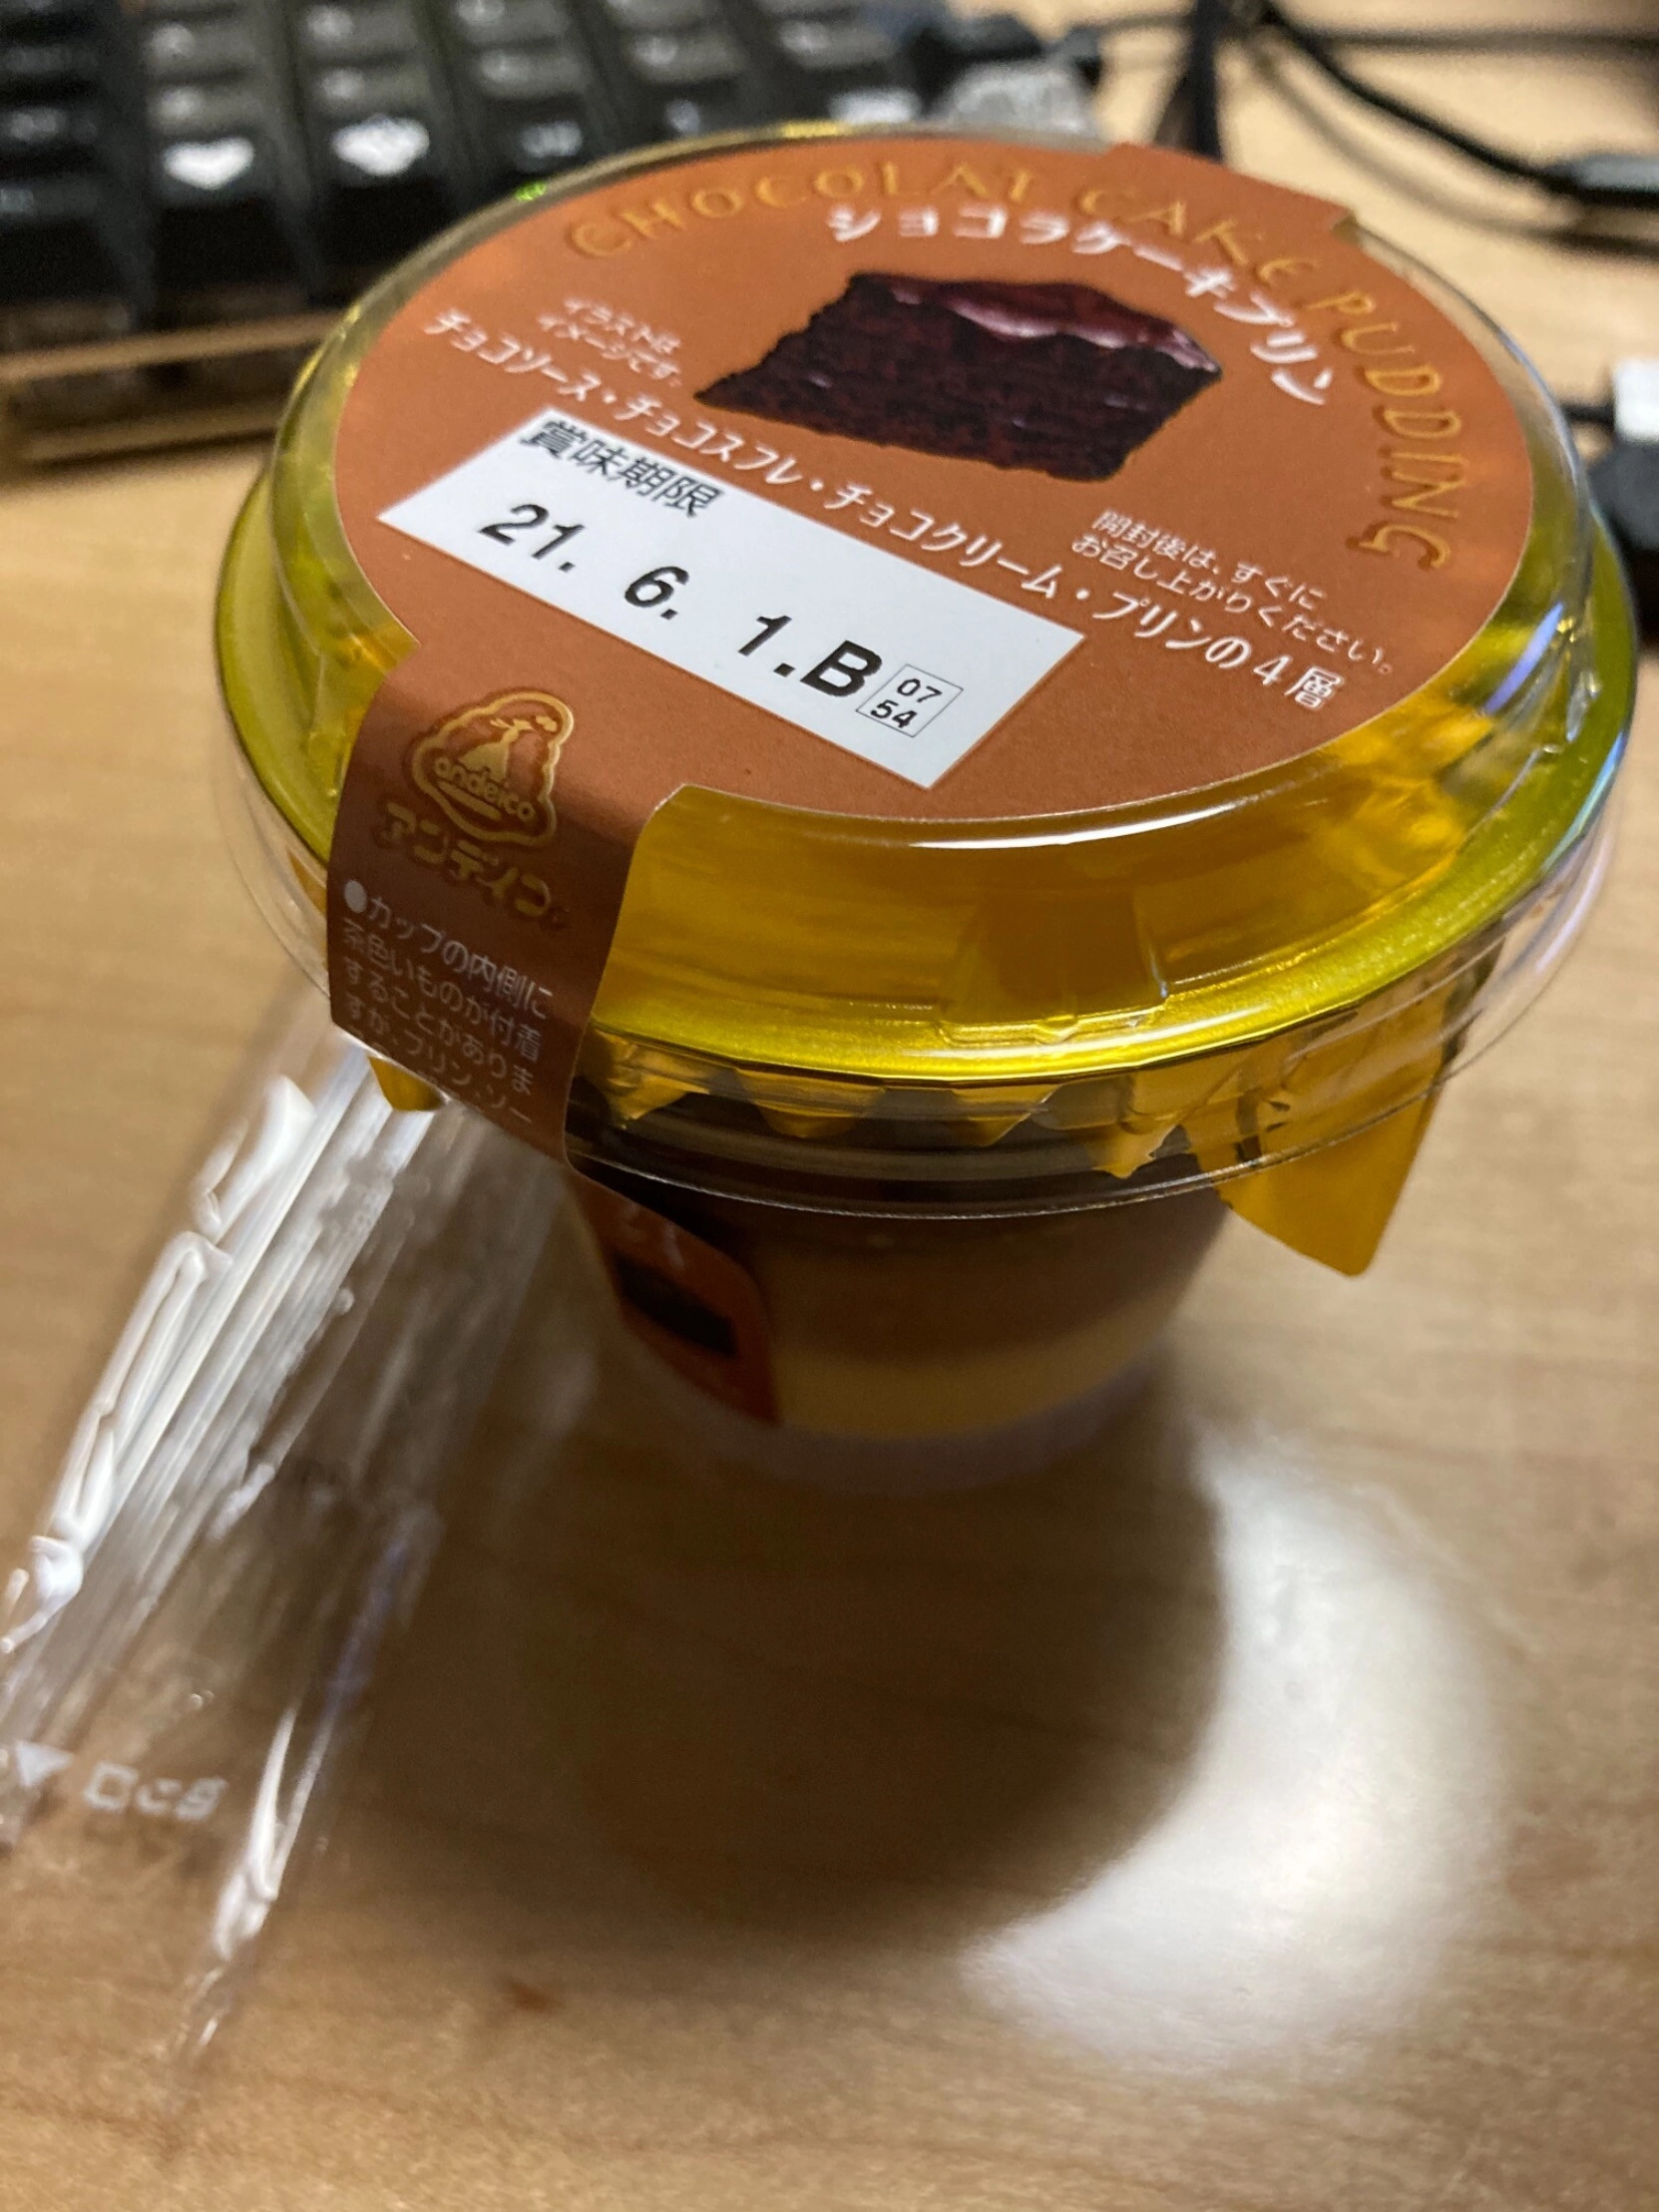 CHOCOLAT CAKE PUDDING
ショコラケーキプリン
イラストは
イメージです。
チョコソース・チョコスフレ・チョコクリーム・プリンの4層
開封後は、すぐに
お召し上がりください。
賞味期限
21. 6. 1.B
07
54
andeico
アンデイコ
●カップの内側に
茶色いものが付着
することがありま
すが、プリン、ソー
▼口にご